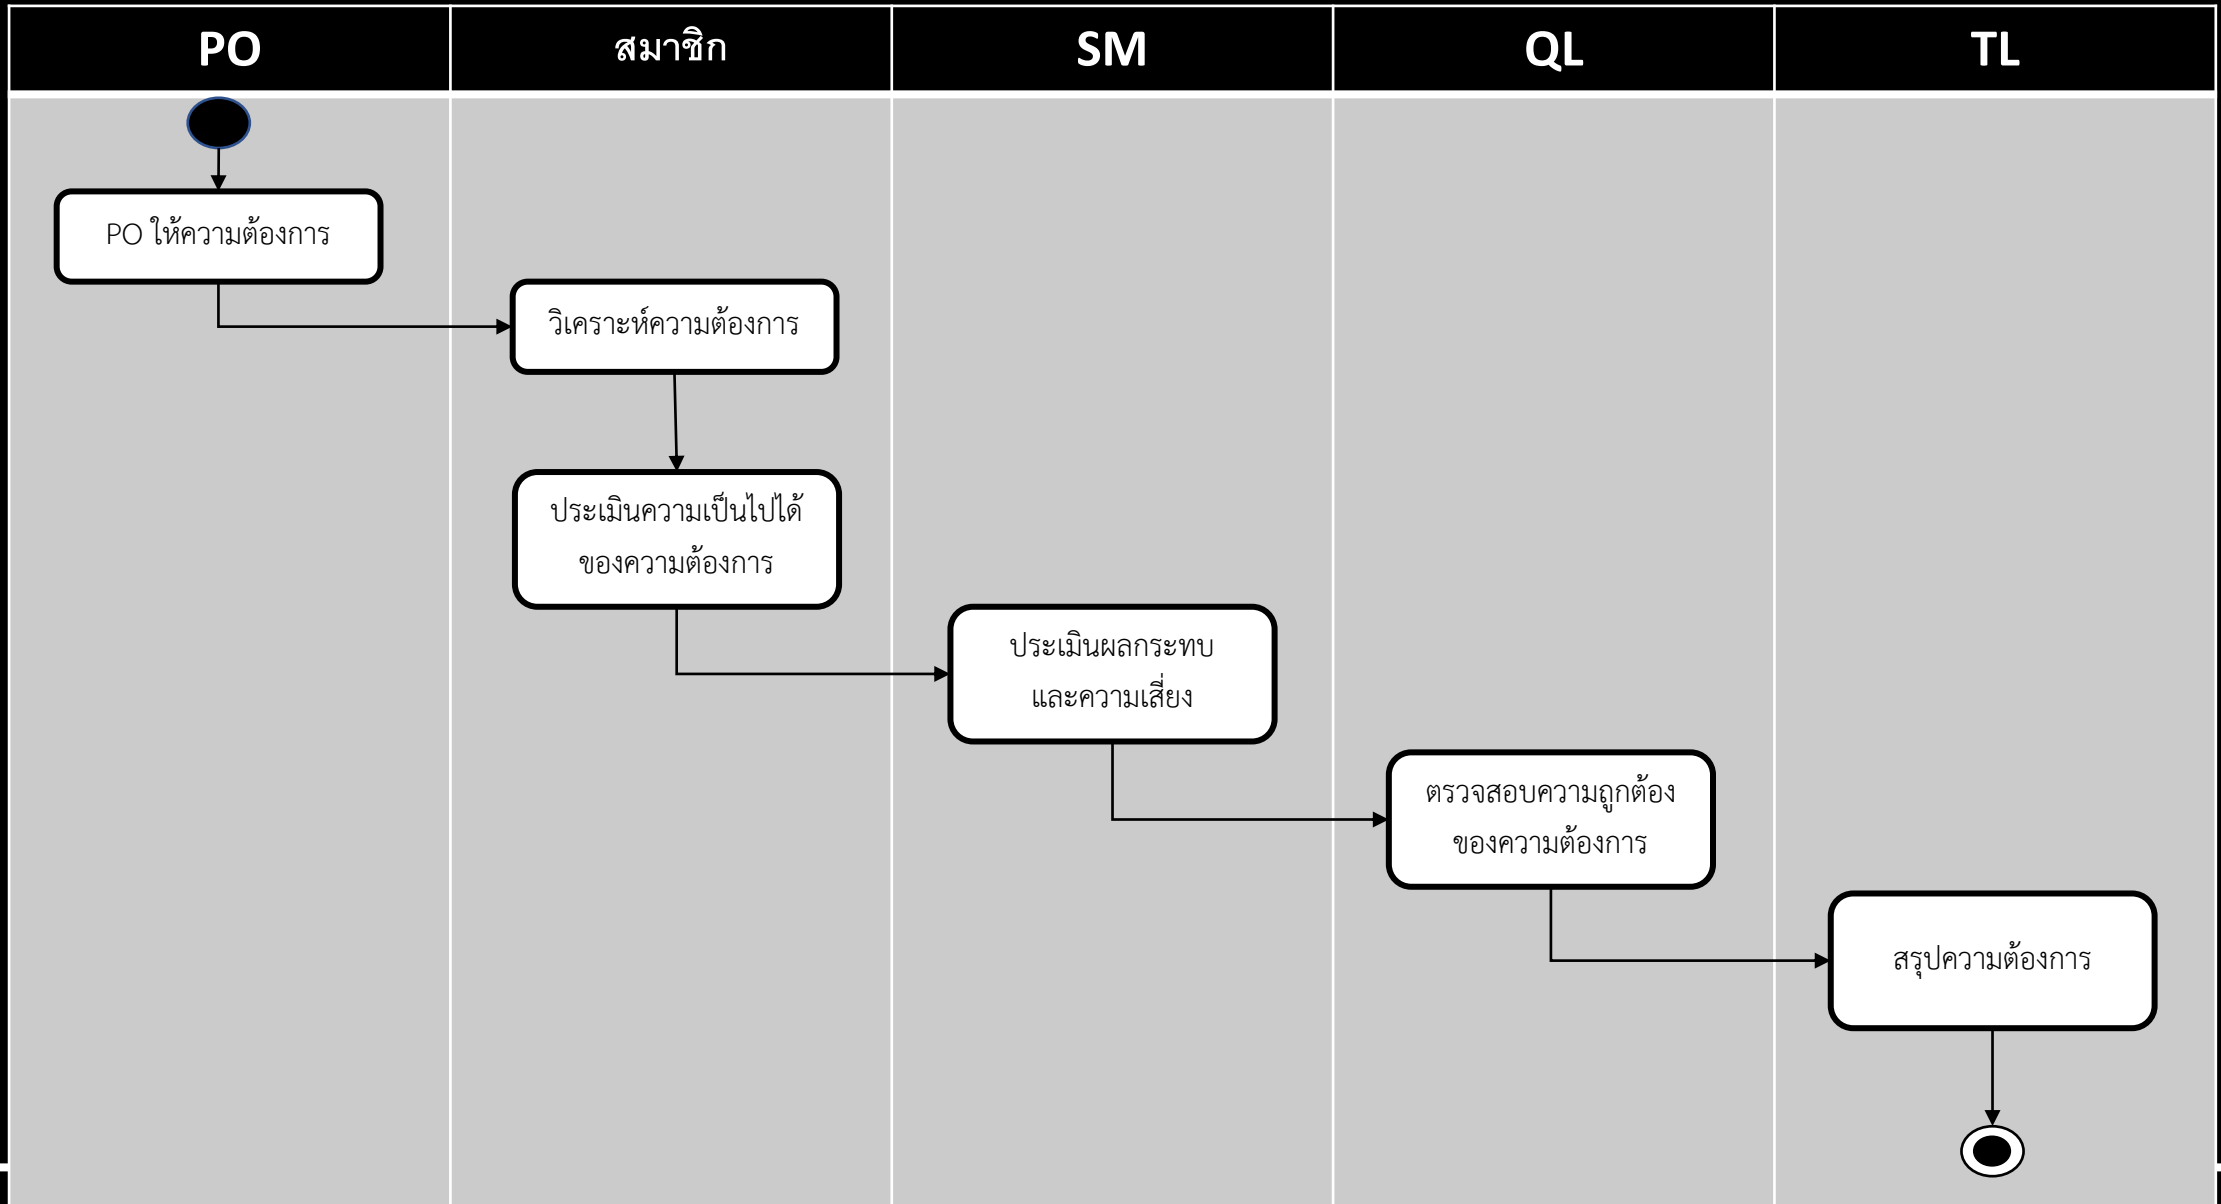 PO
สมาชิก
SM
QL
TL
PO ให้ความต้องการ
วิเคราะห์ความต้องการ
ประเมินความเป็นไปได้
ของความต้องการ
ประเมินผลกระทบ
และความเสี่ยง
ตรวจสอบความถูกต้อง
ของความต้องการ
สรุปความต้องการ